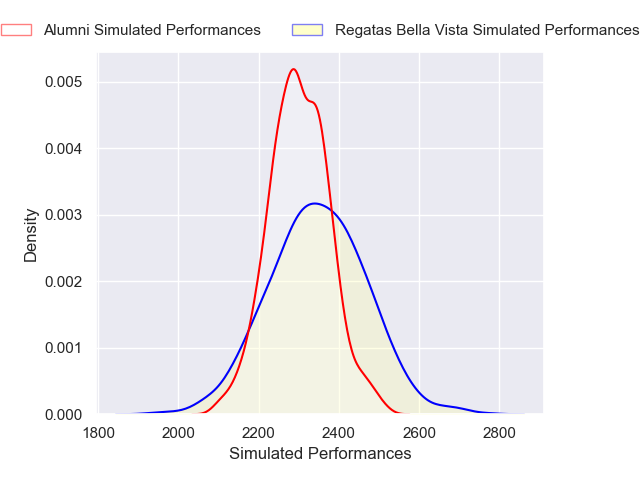 Alumni Simulated Performances
Regatas Bella Vista Simulated Performances
0.005
0.004
0.003
0.002
0.001
0.000
Density
1800 2000 2200 2400 2600 2800
Simulated Performances